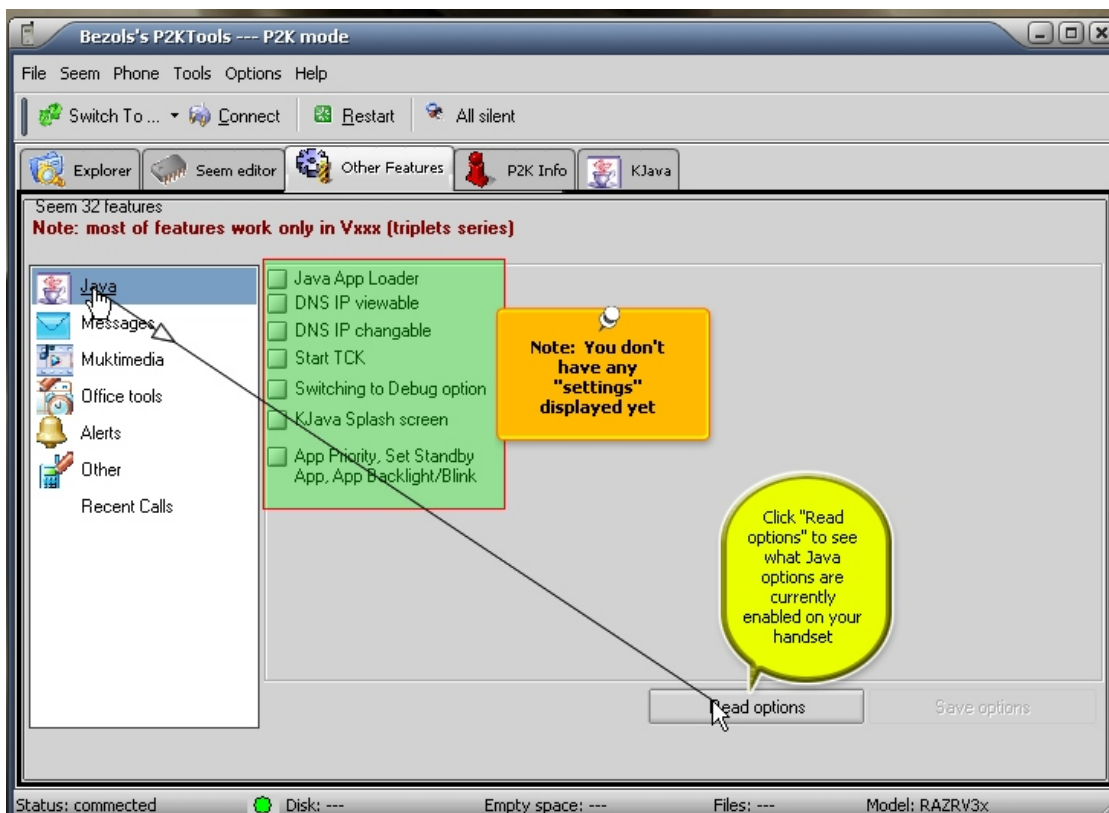 Bezols's P2KTools --- P2K mode
File Seem Phone Tools Options Help
Switch To ... Connect Restart All silent
Explorer Seem editor Other Features P2K Info KJava
Seem 32 features
Note: most of features work only in Vxxx (triplets series)
Java
Messages
Muktimedia
Office tools
Alerts
Other
Recent Calls
Java App Loader
DNS IP viewable
DNS IP changable
Start TCK
Switching to Debug option
KJava Splash screen
App Priority, Set Standby
App, App Backlight/Blink
Note: You don't
have any
"settings"
displayed yet
Click "Read
options" to see
what Java
options are
currently
enabled on your
handset
Read options Save options
Status: commected Disk: --- Empty space: --- Files: --- Model: RAZRV3x